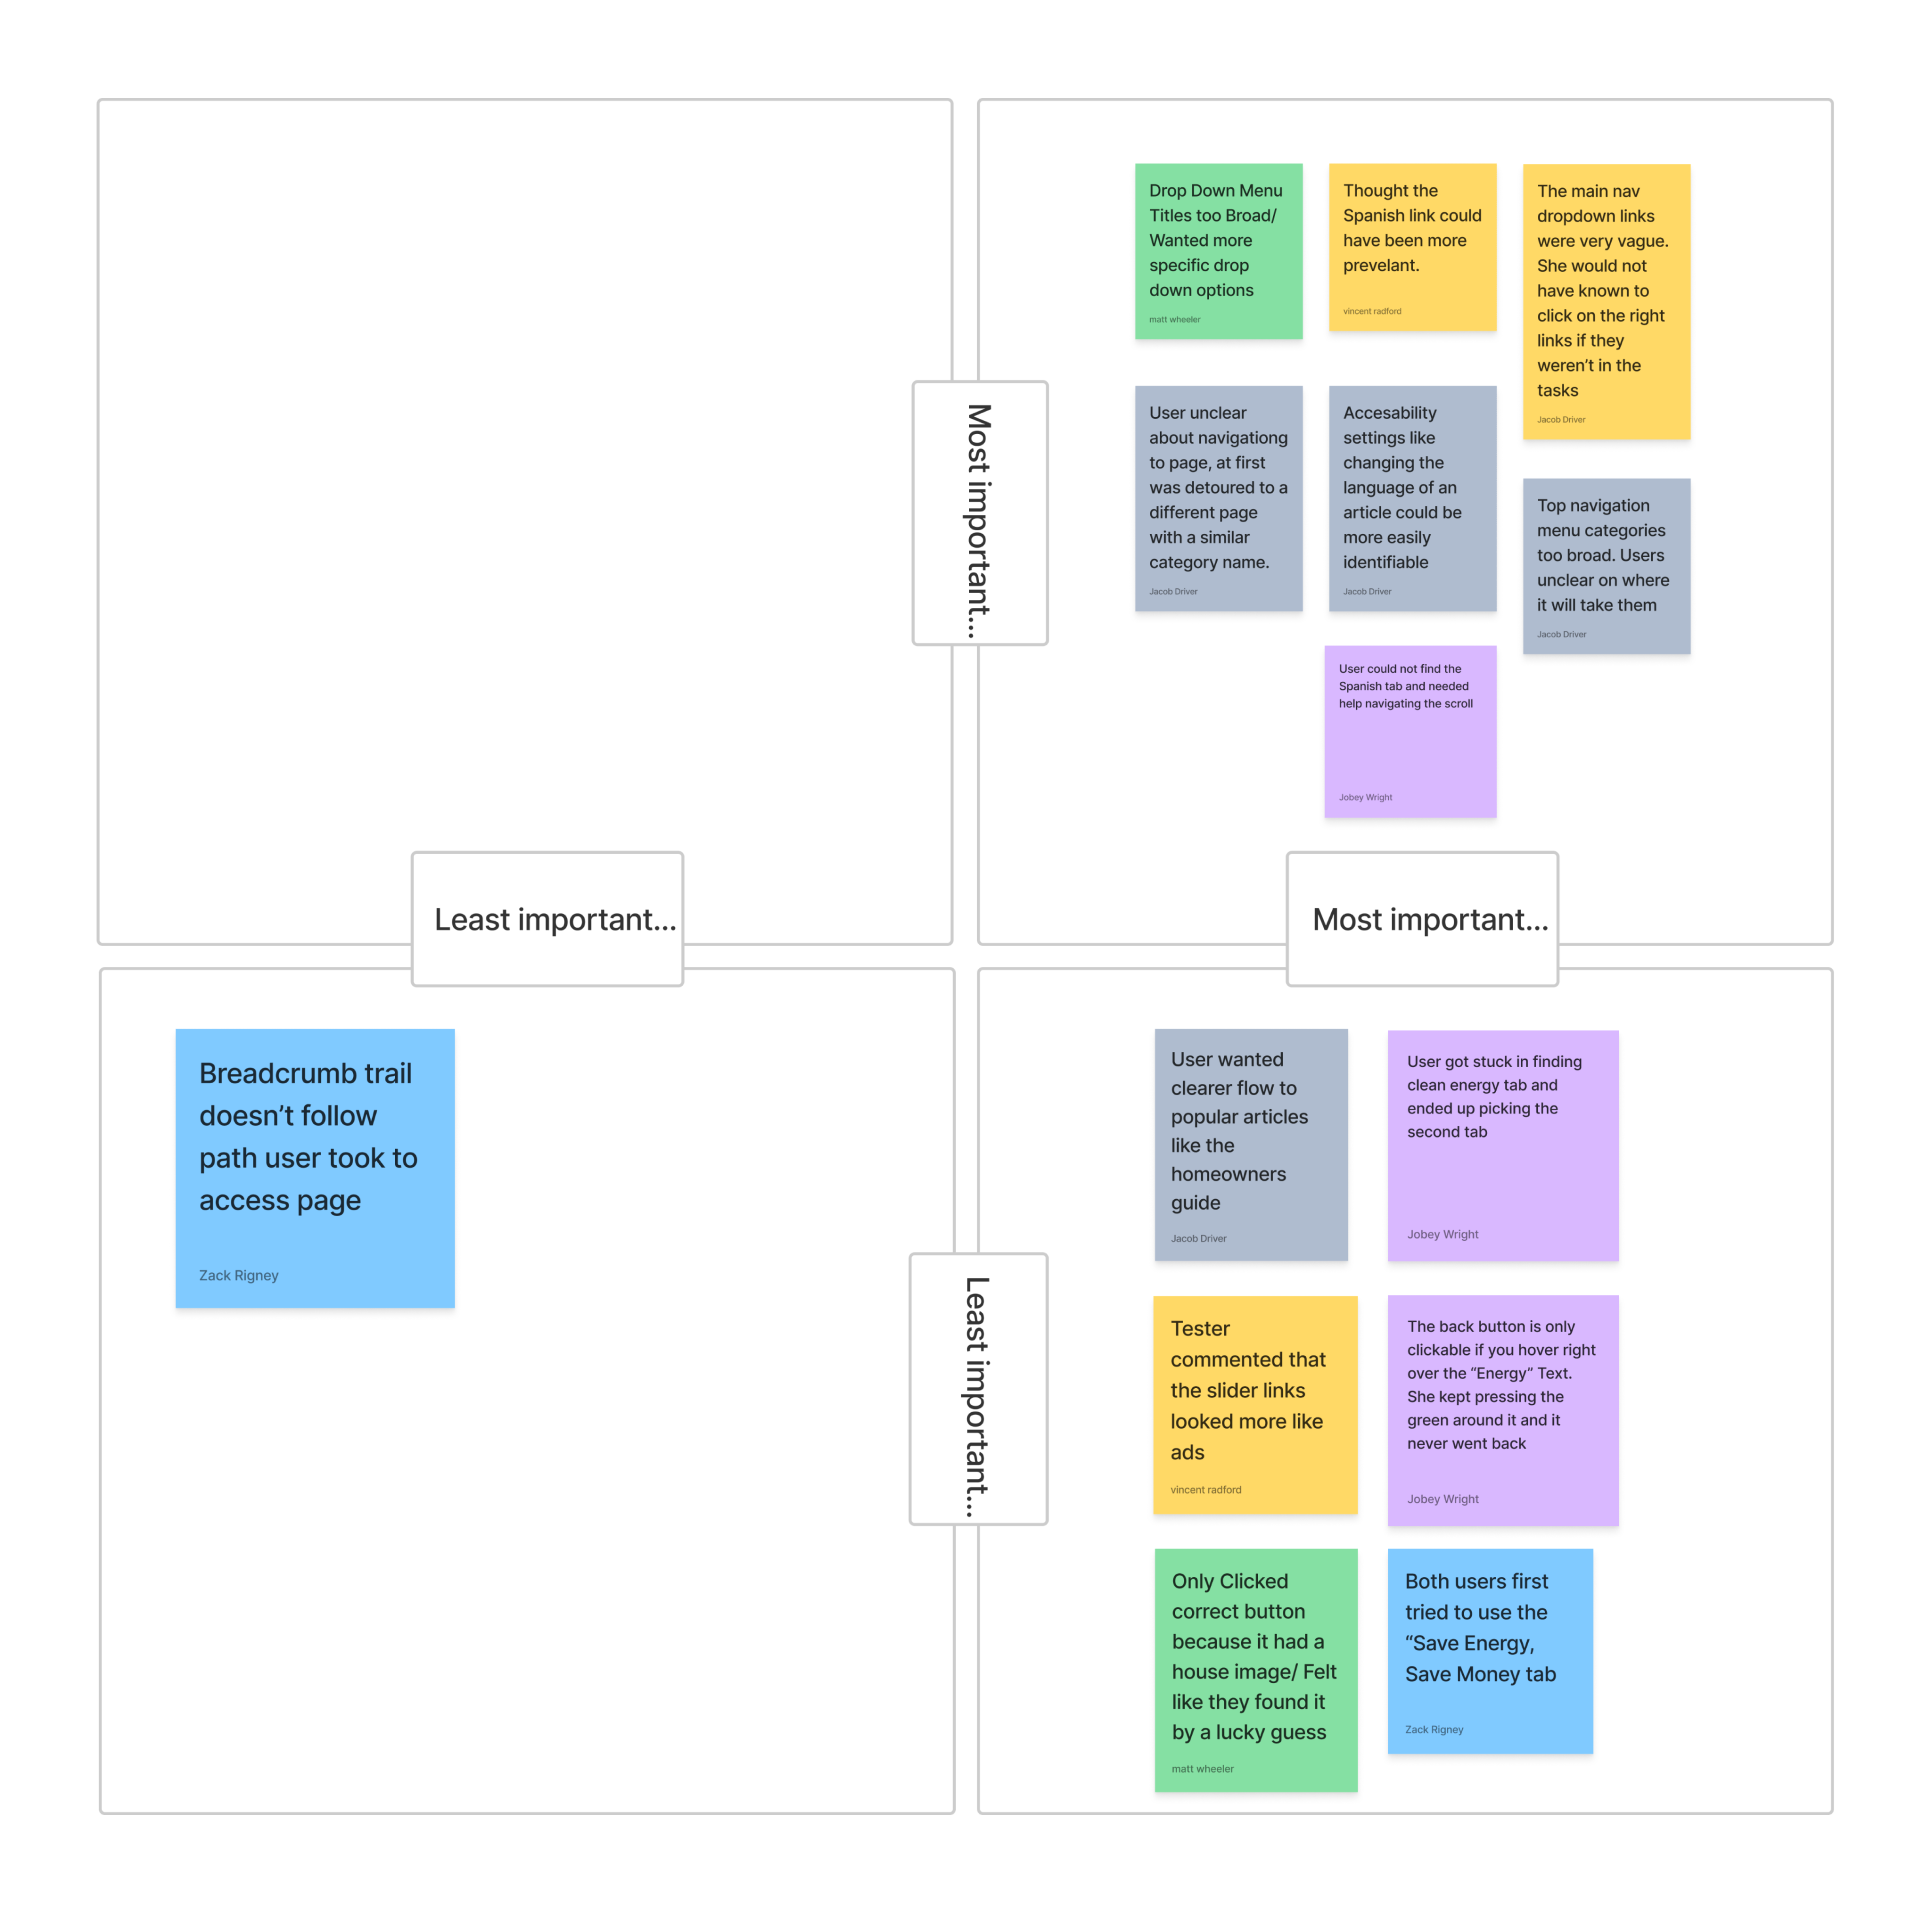 Drop Down Menu
Titles too Broad/
Wanted more
specific drop
down options
matt wheeler
Thought the
Spanish link could
have been more
prevelant.
vincent radford
The main nav
dropdown links
were very vague.
She would not
have known to
click on the right
links if they
weren’t in the
tasks
Jacob Driver
Most important...
User unclear
about navigationg
to page, at first
was detoured to a
different page
with a similar
category name.
Jacob Driver
Accesability
settings like
changing the
language of an
article could be
more easily
identifiable
Jacob Driver
Top navigation
menu categories
too broad. Users
unclear on where
it will take them
Jacob Driver
User could not find the
Spanish tab and needed
help navigating the scroll
Jobey Wright
Least important...
Most important...
Breadcrumb trail
doesn’t follow
path user took to
access page
Zack Rigney
Least important...
User wanted
clearer flow to
popular articles
like the
homeowners
guide
Jacob Driver
User got stuck in finding
clean energy tab and
ended up picking the
second tab
Jobey Wright
Tester
commented that
the slider links
looked more like
ads
vincent radford
The back button is only
clickable if you hover right
over the “Energy” Text.
She kept pressing the
green around it and it
never went back
Jobey Wright
Only Clicked
correct button
because it had a
house image/ Felt
like they found it
by a lucky guess
matt wheeler
Both users first
tried to use the
“Save Energy,
Save Money tab
Zack Rigney